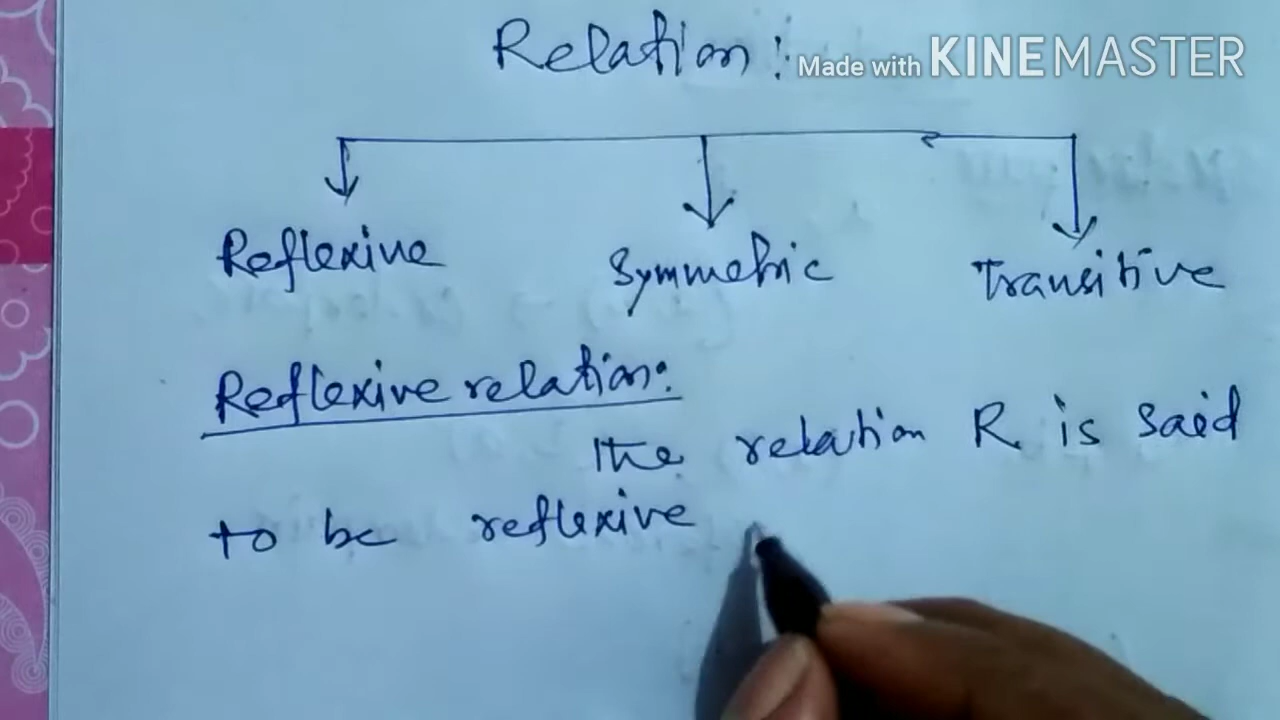 Relation:
Made with KINEMASTER
Reflexive Symmetric Transitive
Reflexive relation:
The relation R is said
to be reflexive